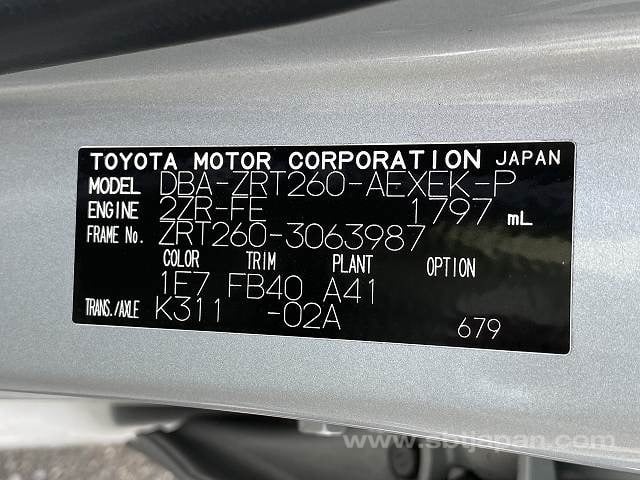 TOYOTA MOTOR CORPORATION JAPAN
MODEL DBA-ZRT260-AEXEK-P
ENGINE 2ZR-FE 1797 mL
FRAME No. ZRT260-3063987
COLOR TRIM PLANT OPTION
1E7 FB40 A41
TRANS./AXLE K311 -02A
679
www.sbtjapan.com